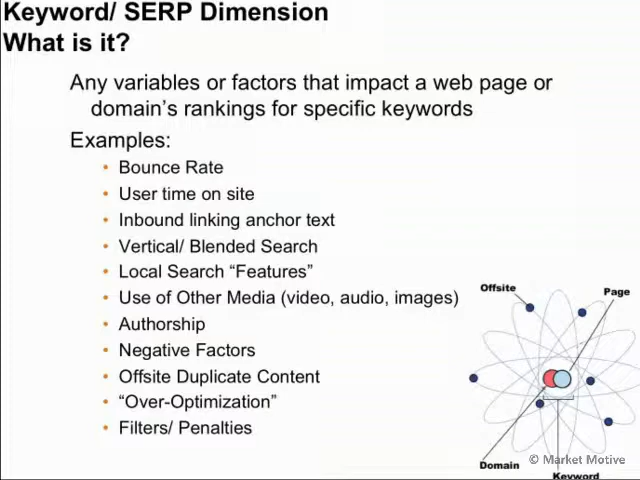 Keyword/ SERP Dimension
What is it?
Any variables or factors that impact a web page or
domain's rankings for specific keywords
Examples:
• Bounce Rate
• User time on site
• Inbound linking anchor text
• Vertical/ Blended Search
• Local Search “Features”
• Use of Other Media (video, audio, images)
• Authorship
• Negative Factors
• Offsite Duplicate Content
• “Over-Optimization”
• Filters/ Penalties
Offsite
Page
Domain
© Market Motive
Keyword